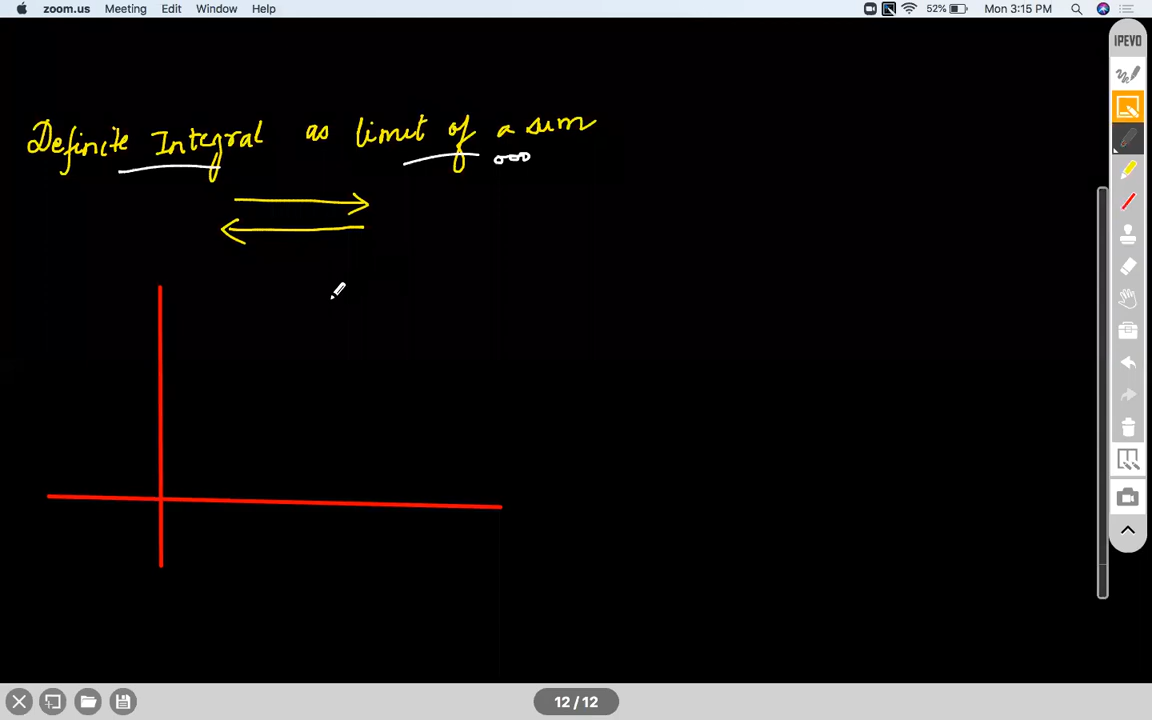 zoom.us Meeting Edit Window Help 52% Mon 3:15 PM
IPEVO
Definite Integral as limit of a sum
12 / 12